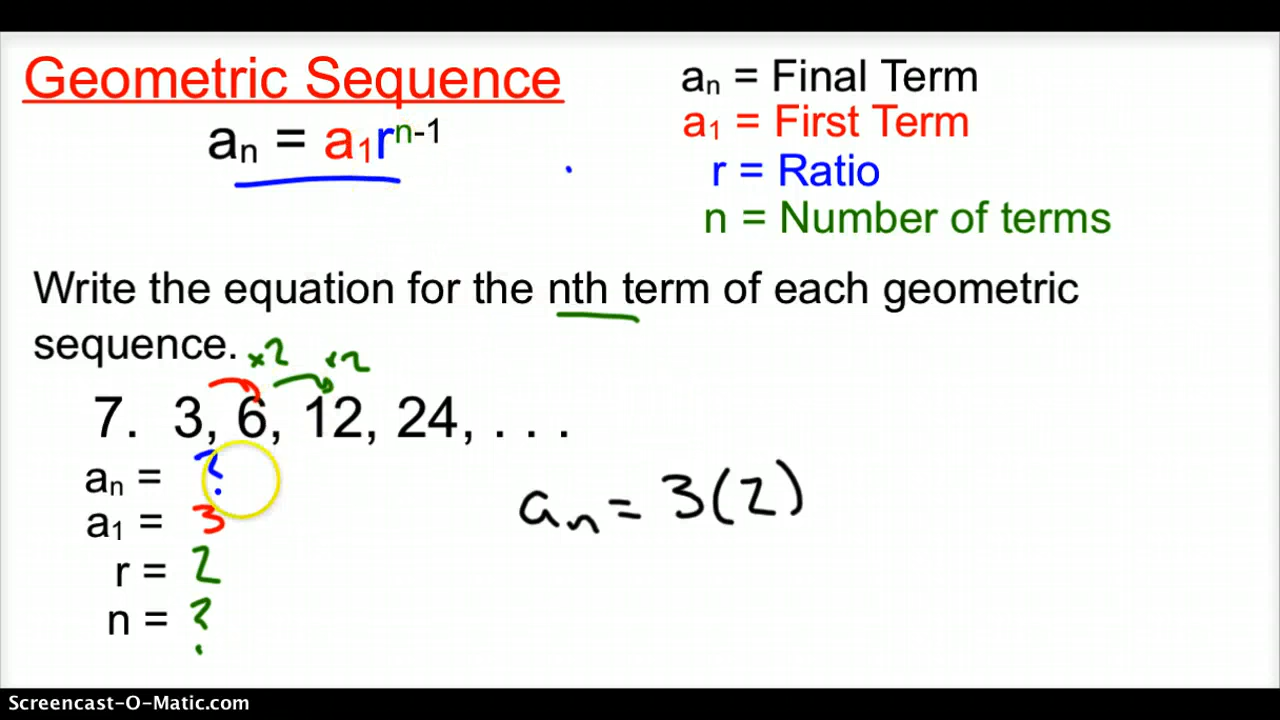 Geometric Sequence
aₙ = a₁rⁿ⁻¹
aₙ = Final Term
a₁ = First Term
r = Ratio
n = Number of terms
Write the equation for the nth term of each geometric
sequence.
×2 ×2
7. 3, 6, 12, 24, . . .
aₙ = ?
a₁ = 3
r = 2
n = ?
aₙ = 3(2)
Screencast-O-Matic.com